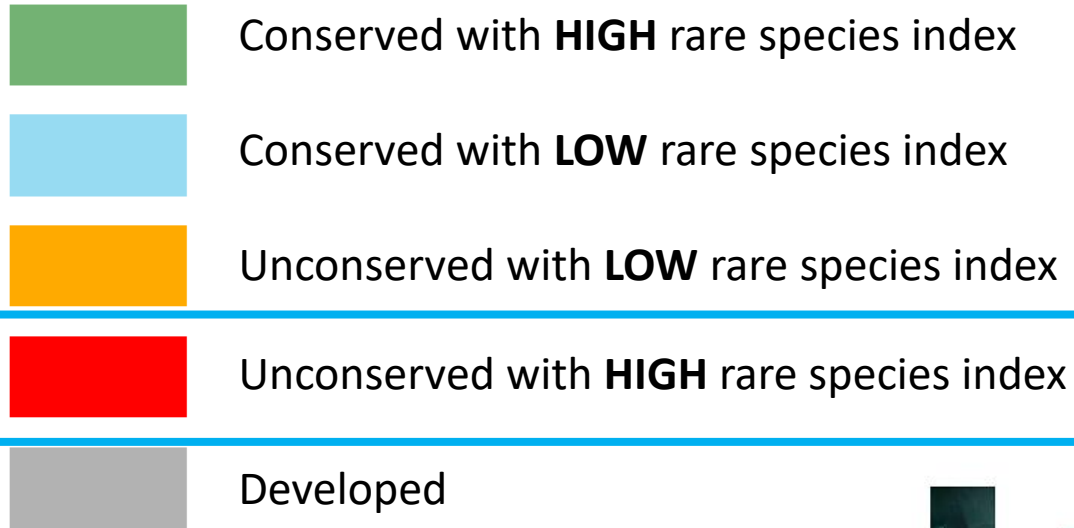 Conserved with HIGH rare species index
Conserved with LOW rare species index
Unconserved with LOW rare species index
Unconserved with HIGH rare species index
Developed